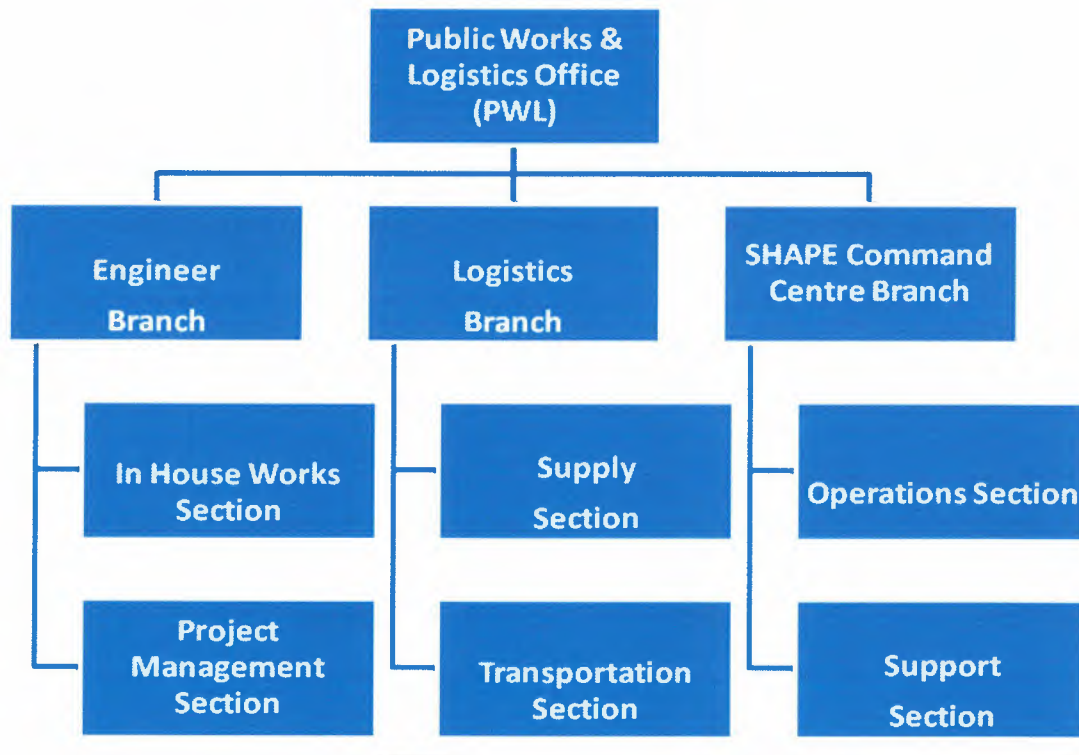 Public Works &
Logistics Office
(PWL)
Engineer
Branch
Logistics
Branch
SHAPE Command
Centre Branch
In House Works
Section
Supply
Section
Operations Section
Project
Management
Section
Transportation
Section
Support
Section